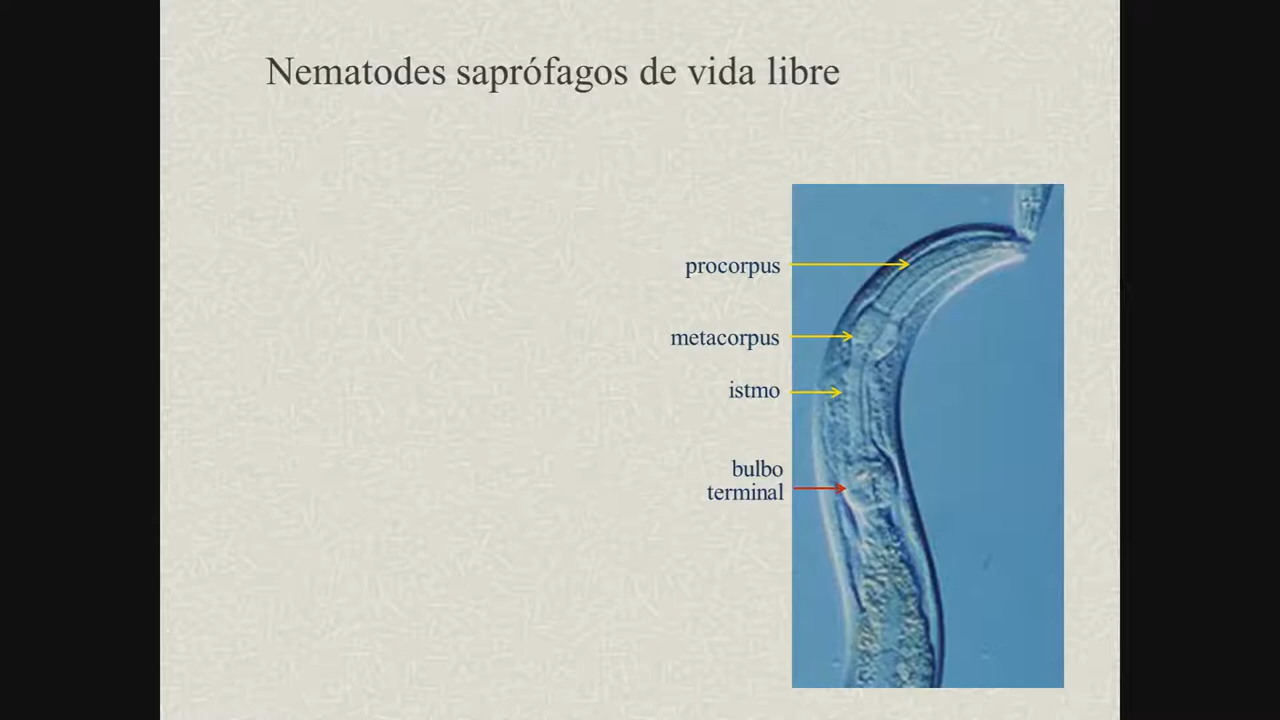 Nematodes saprófagos de vida libre
procorpus
metacorpus
istmo
bulbo
terminal